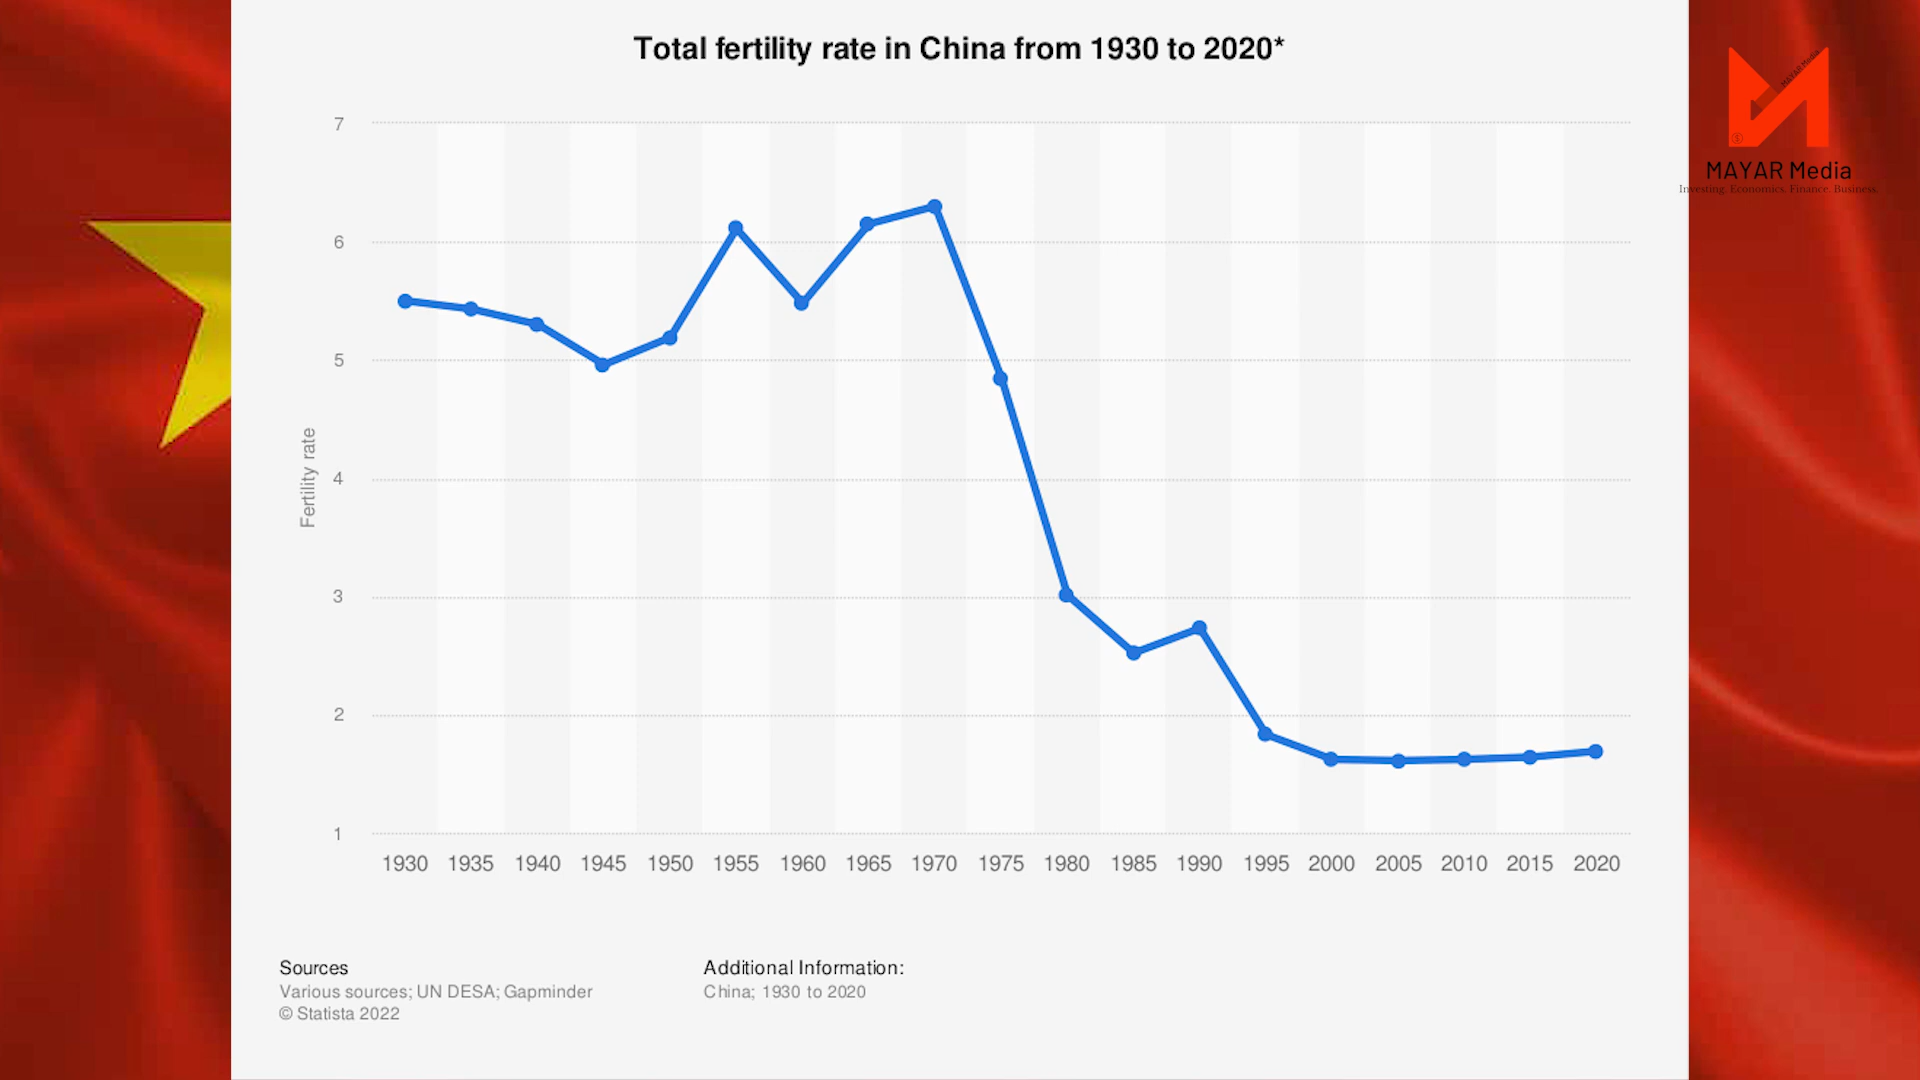 Total fertility rate in China from 1930 to 2020*
MAYAR Media
MAYAR Media
Investing. Economics. Finance. Business.
7
6
5
4
3
2
1
Fertility rate
1930 1935 1940 1945 1950 1955 1960 1965 1970 1975 1980 1985 1990 1995 2000 2005 2010 2015 2020
Sources
Various sources; UN DESA; Gapminder
© Statista 2022
Additional Information:
China; 1930 to 2020